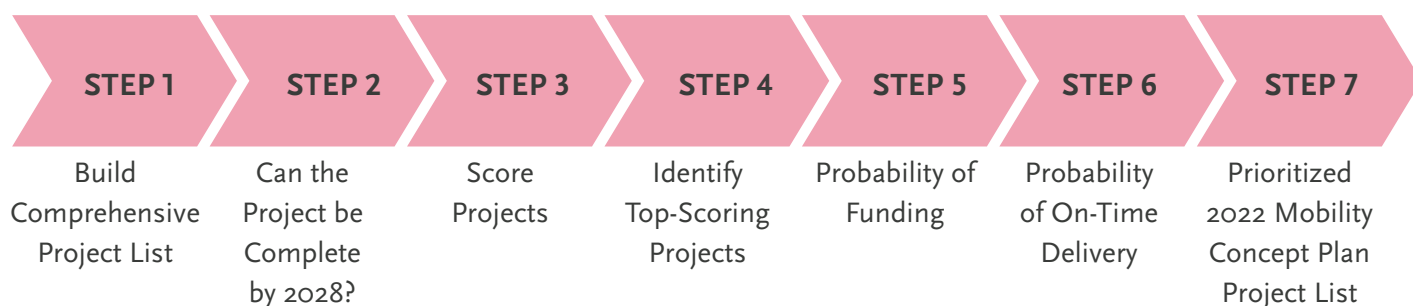 STEP 1
Build
Comprehensive
Project List
STEP 2
Can the
Project be
Complete
by 2028?
STEP 3
Score
Projects
STEP 4
Identify
Top-Scoring
Projects
STEP 5
Probability of
Funding
STEP 6
Probability
of On-Time
Delivery
STEP 7
Prioritized
2022 Mobility
Concept Plan
Project List